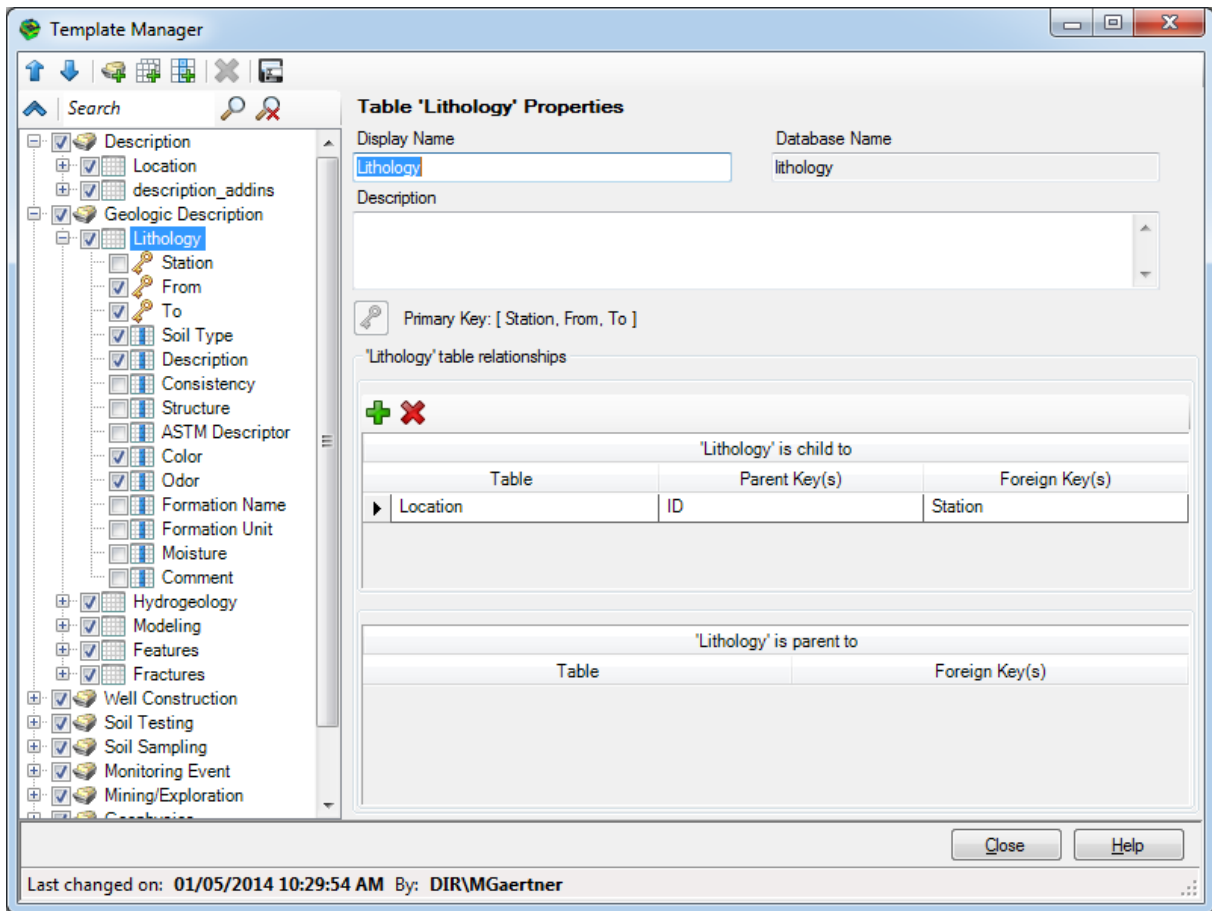 Template Manager
Search
Description
Location
description_addins
Geologic Description
Lithology
Station
From
To
Soil Type
Description
Consistency
Structure
ASTM Descriptor
Color
Odor
Formation Name
Formation Unit
Moisture
Comment
Hydrogeology
Modeling
Features
Fractures
Well Construction
Soil Testing
Soil Sampling
Monitoring Event
Mining/Exploration
Table 'Lithology' Properties
Display Name Database Name
Lithology lithology
Description
Primary Key: [ Station, From, To ]
'Lithology' table relationships
'Lithology' is child to
Table Parent Key(s) Foreign Key(s)
Location ID Station
'Lithology' is parent to
Table Foreign Key(s)
Close Help
Last changed on: 01/05/2014 10:29:54 AM By: DIR\MGaertner